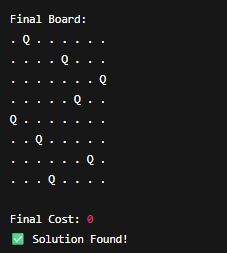 Final Board:
. Q . . . . . .
. . . . Q . . .
. . . . . . . Q
. . . . . Q . .
Q . . . . . . .
. . Q . . . . .
. . . . . . Q .
. . . Q . . . .
Final Cost: 0
✅ Solution Found!